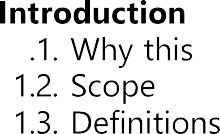 Introduction
.1. Why this
1.2. Scope
1.3. Definitions